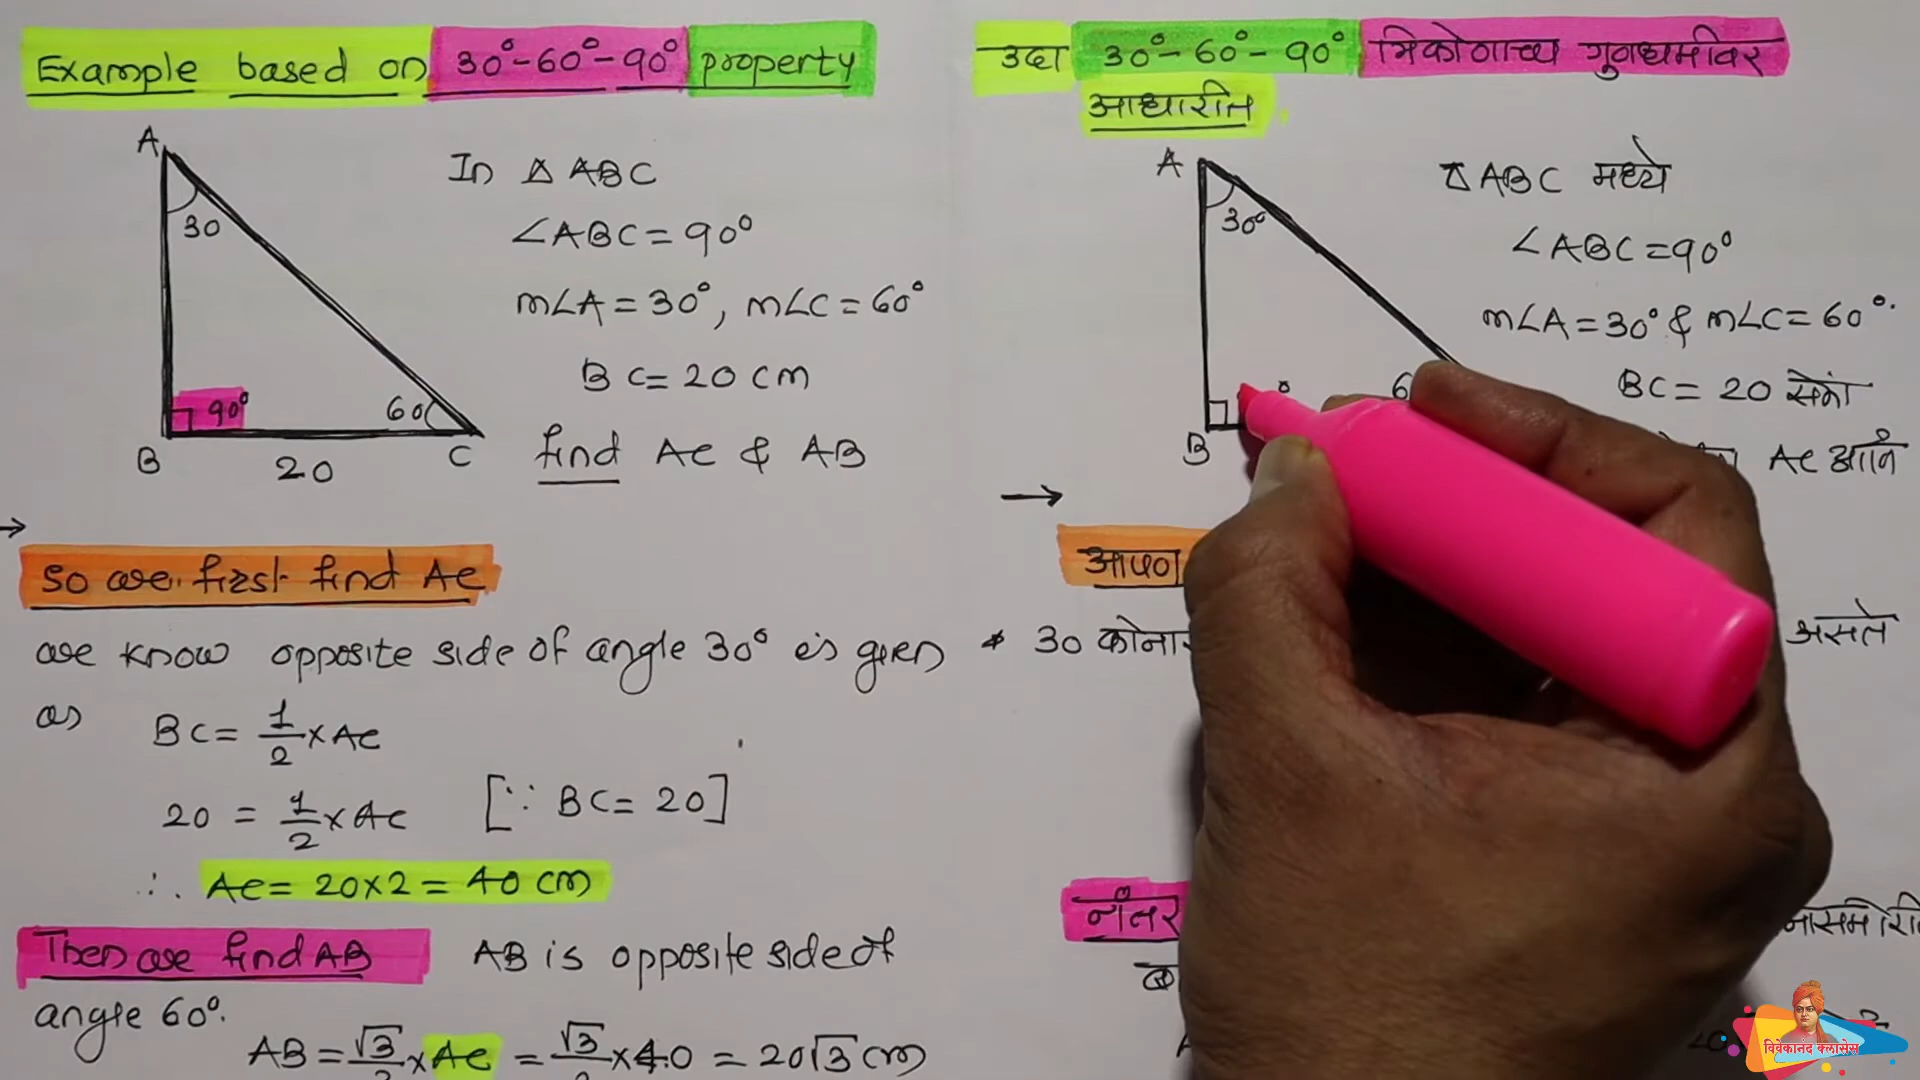 Example based on 30°-60°-90° property
A
30
90°
60
B
20
C
In △ ABC
∠ABC = 90°
m∠A = 30°, m∠C = 60°
BC = 20 cm
find AC & AB
→
So we first find AC
we know opposite side of angle 30° is given
as BC = 1/2 × AC
20 = 1/2 × AC [∵ BC = 20]
∴ AC = 20×2 = 40 cm
Then we find AB AB is opposite side of
angle 60°.
AB = √3/2 × AC = √3/2 × 40 = 20√3 cm
उदा 30°-60°-90° त्रिकोणाच्या गुणधर्मावर
आधारीत
A
30°
B
△ ABC मध्ये
∠ABC = 90°
m∠A = 30° & m∠C = 60°.
BC = 20 सेमी
AC आणि
→
आपण
* 30 कोना असते
नंतर
विवेकानंद क्लासेस